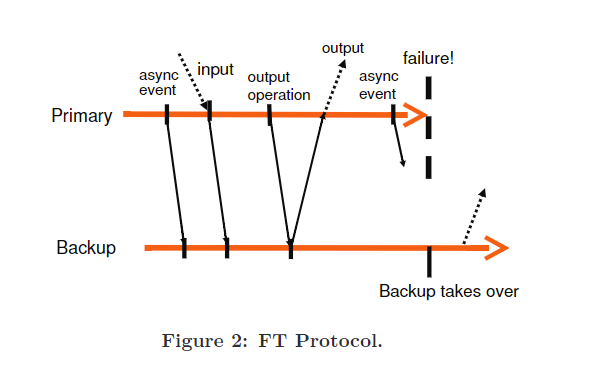 output
failure!
async
event
input
output
operation
async
event
Primary
Backup
Backup takes over
Figure 2: FT Protocol.